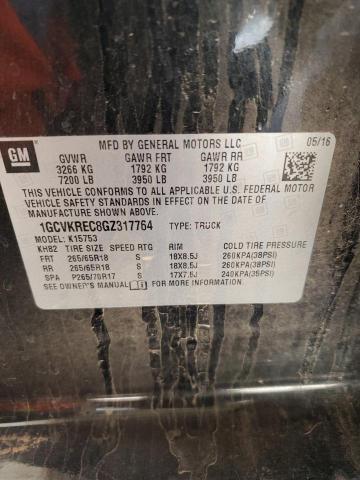 GM
MFD BY GENERAL MOTORS LLC 05/16
GVWR GAWR FRT GAWR RR
3266 KG 1792 KG 1792 KG
7200 LB 3950 LB 3950 LB
THIS VEHICLE CONFORMS TO ALL APPLICABLE U.S. FEDERAL MOTOR
VEHICLE SAFETY STANDARDS IN EFFECT ON THE DATE OF
MANUFACTURE SHOWN ABOVE.
1GCVKREC8GZ317764 TYPE: TRUCK
MODEL: K15753
KH82 TIRE SIZE SPEED RTG RIM COLD TIRE PRESSURE
FRT 265/65R18 S 18X8.5J 260KPA(38PSI)
RR 265/65R18 S 18X8.5J 260KPA(38PSI)
SPA P265/70R17 S 17X7.5J 240KPA(35PSI)
SEE OWNER'S MANUAL